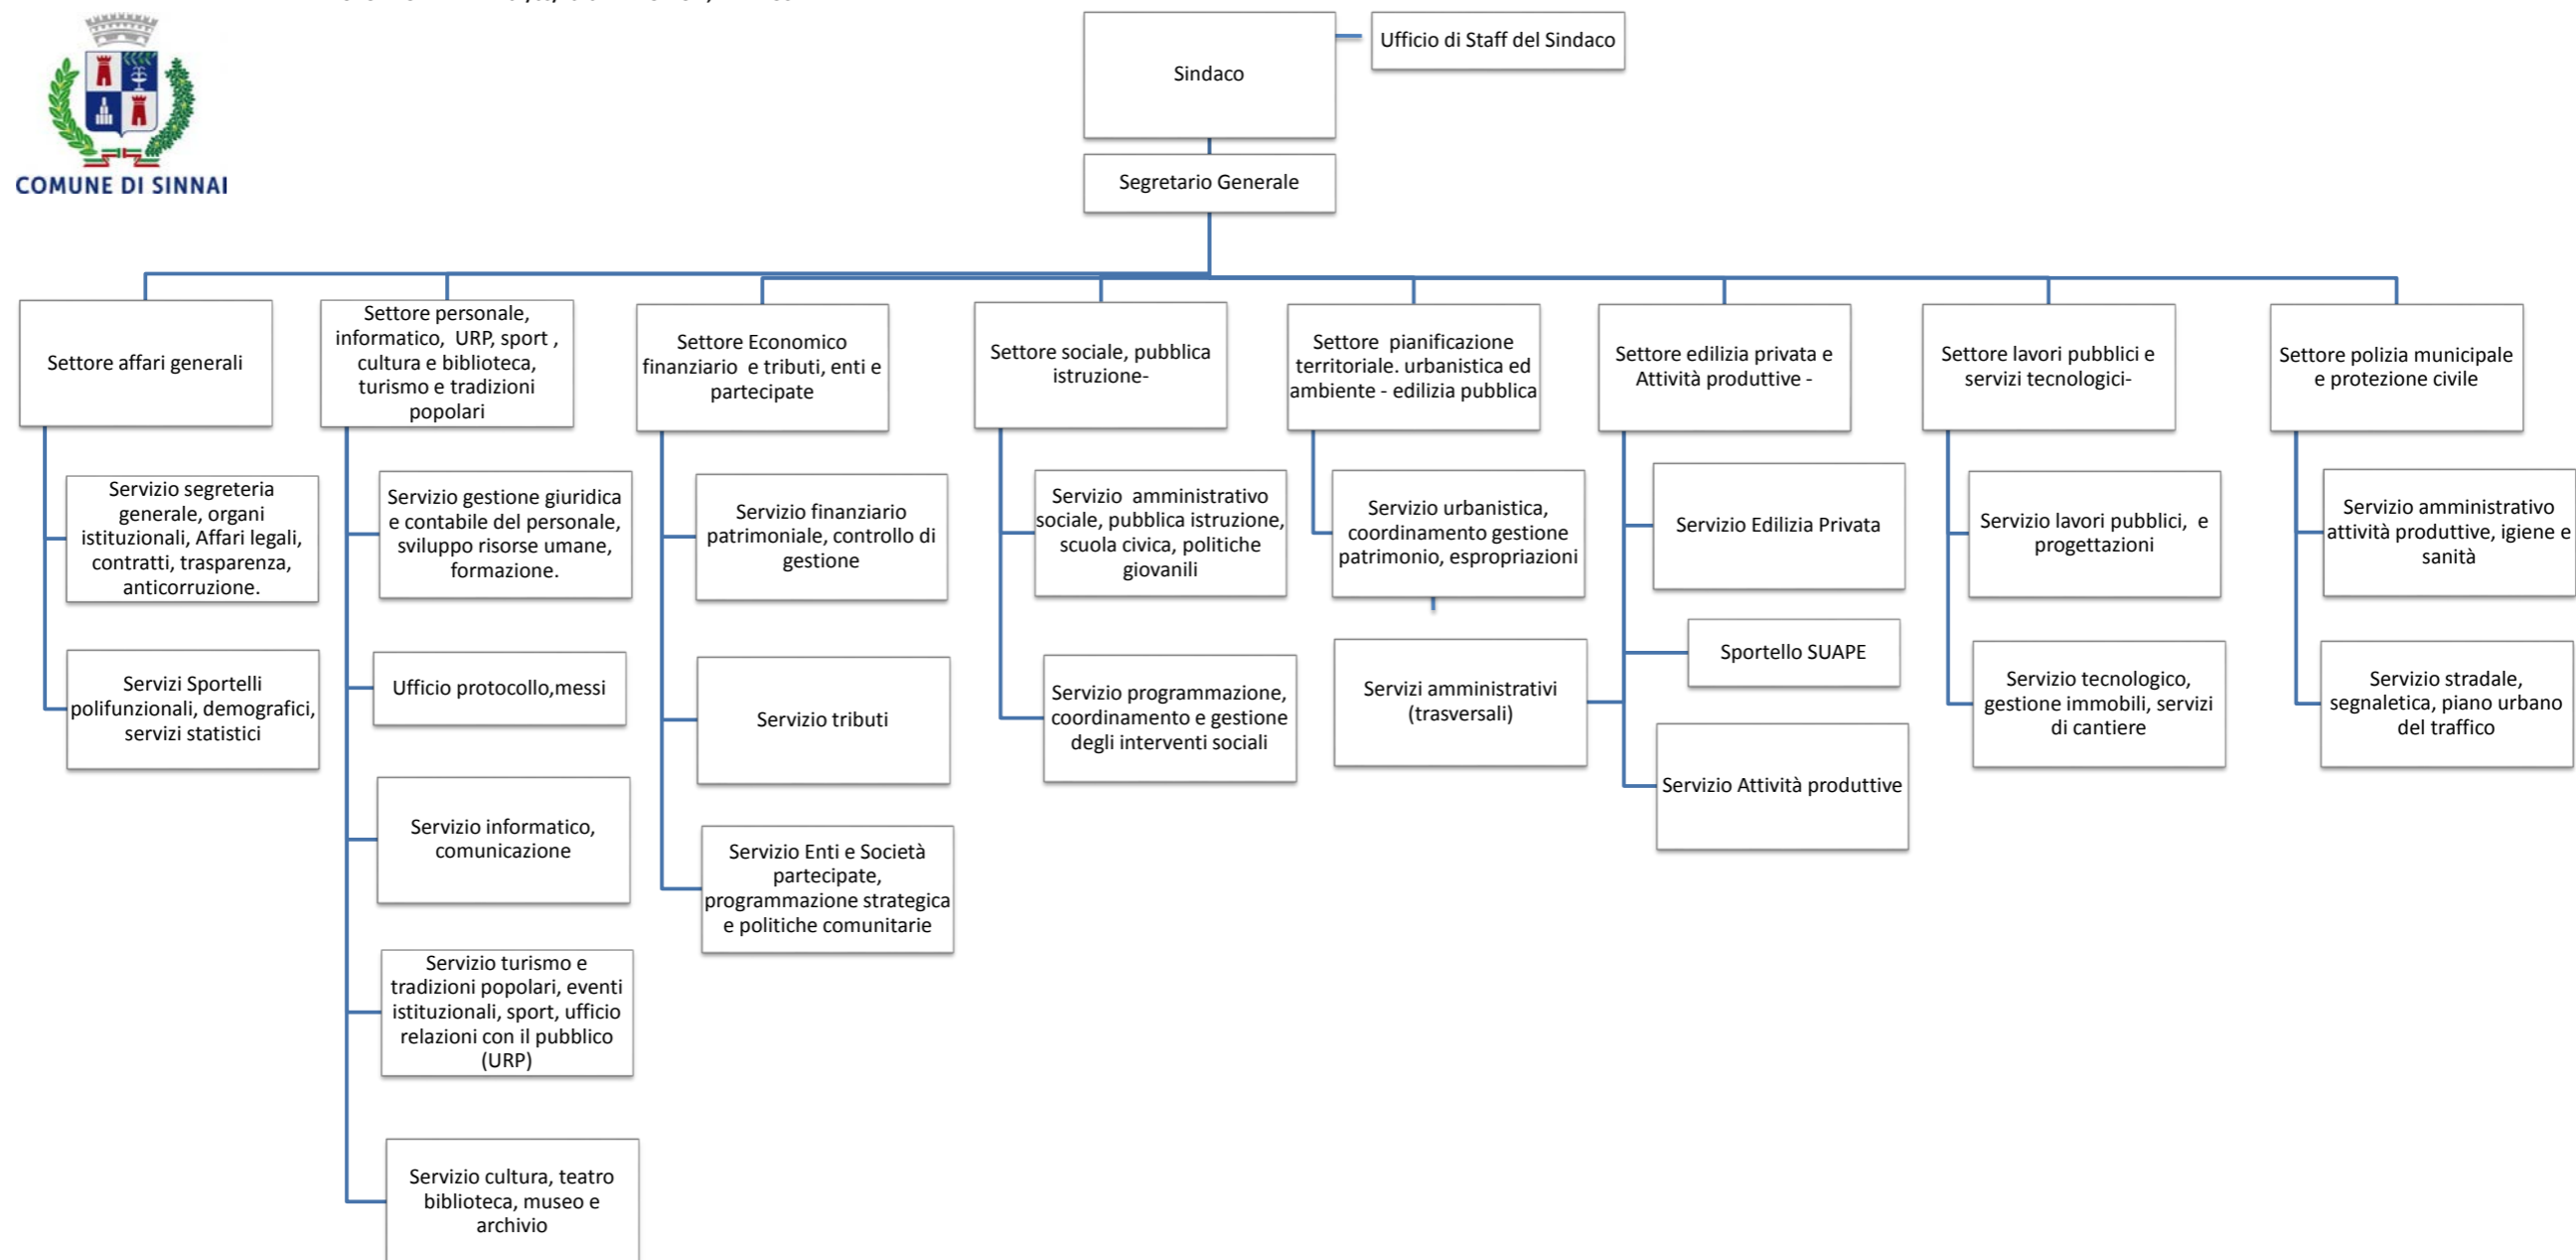 COMUNE DI SINNAI
Sindaco
Ufficio di Staff del Sindaco
Segretario Generale
Settore affari generali
Servizio segreteria
generale, organi
istituzionali, Affari legali,
contratti, trasparenza,
anticorruzione.
Servizi Sportelli
polifunzionali, demografici,
servizi statistici
Settore personale,
informatico, URP, sport ,
cultura e biblioteca,
turismo e tradizioni
popolari
Servizio gestione giuridica
e contabile del personale,
sviluppo risorse umane,
formazione.
Ufficio protocollo,messi
Servizio informatico,
comunicazione
Servizio turismo e
tradizioni popolari, eventi
istituzionali, sport, ufficio
relazioni con il pubblico
(URP)
Servizio cultura, teatro
biblioteca, museo e
archivio
Settore Economico
finanziario e tributi, enti e
partecipate
Servizio finanziario
patrimoniale, controllo di
gestione
Servizio tributi
Servizio Enti e Società
partecipate,
programmazione strategica
e politiche comunitarie
Settore sociale, pubblica
istruzione-
Servizio amministrativo
sociale, pubblica istruzione,
scuola civica, politiche
giovanili
Servizio programmazione,
coordinamento e gestione
degli interventi sociali
Settore pianificazione
territoriale. urbanistica ed
ambiente - edilizia pubblica
Servizio urbanistica,
coordinamento gestione
patrimonio, espropriazioni
Servizi amministrativi
(trasversali)
Settore edilizia privata e
Attività produttive -
Servizio Edilizia Privata
Sportello SUAPE
Servizio Attività produttive
Settore lavori pubblici e
servizi tecnologici-
Servizio lavori pubblici, e
progettazioni
Servizio tecnologico,
gestione immobili, servizi
di cantiere
Settore polizia municipale
e protezione civile
Servizio amministrativo
attività produttive, igiene e
sanità
Servizio stradale,
segnaletica, piano urbano
del traffico